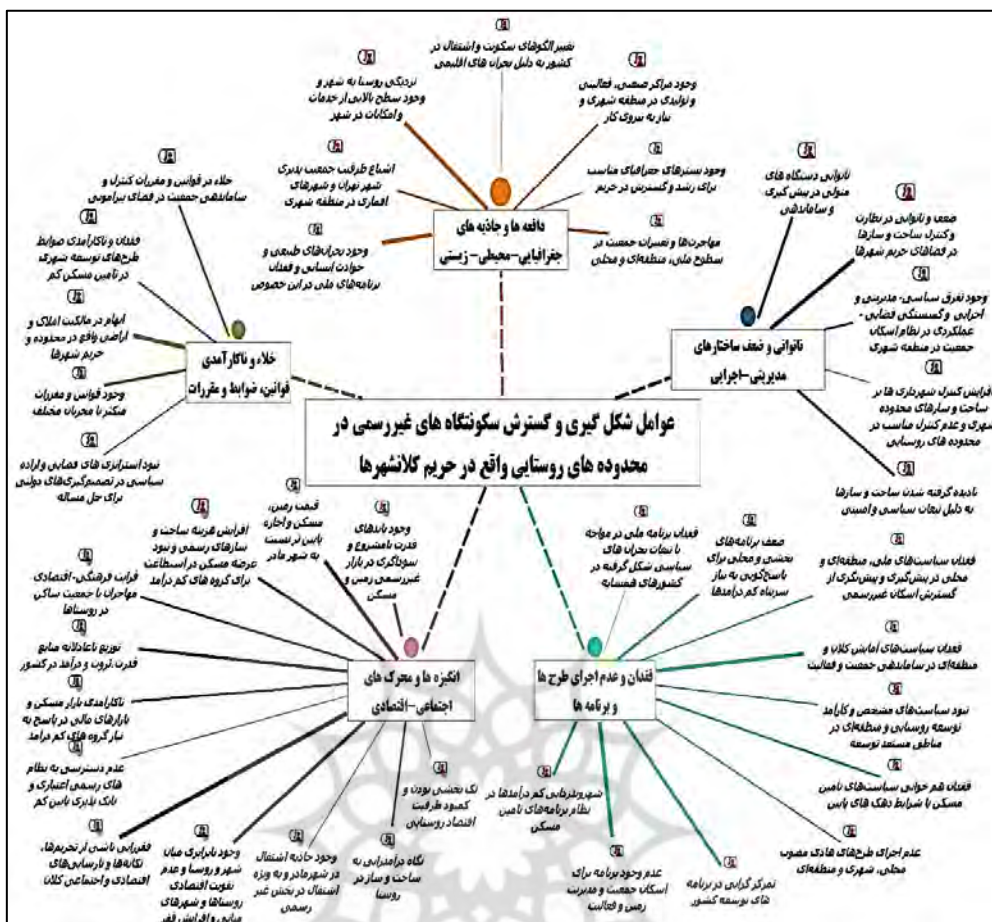 تغییر الگوهای سکونت و اشتغال در
کشور به دلیل بحران های اقلیمی
نزدیکی روستا به شهر و
وجود سطح بالایی از خدمات
و امکانات در شهر
وجود مراکز صنعتی، فعالیتی
و تولیدی در منطقه شهری و
نیاز به نیروی کار
اشباع ظرفیت جمعیت پذیری
شهر تهران و شهرهای
اقماری در منطقه شهری
وجود بسترهای جغرافیای مناسب
برای رشد و گسترش در حریم
وجود بحران‌های طبیعی و
حوادث انسانی و فقدان
برنامه‌های ملی در این خصوص
مهاجرت‌ها و تغییرات جمعیت در
سطوح ملی، منطقه‌ای و محلی
دافعه ها و جاذبه های
جغرافیایی-محیطی- زیستی
ناتوانی دستگاه های
متولی در پیش گیری
و ساماندهی
ضعف و ناتوانی در نظارت
و کنترل ساخت و سازها
در فضاهای حریم شهرها
وجود تفرق سیاسی- مدیریتی و
اجرایی و گسستگی فضایی-
عملکردی در نظام اسکان
جمعیت در منطقه شهری
افزایش کنترل شهرداری ها بر
ساخت و سازهای محدوده
شهری و عدم کنترل مناسب در
محدوده های روستایی
نادیده گرفته شدن ساخت و سازها
به دلیل تبعات سیاسی و امنیتی
ناتوانی و ضعف ساختارهای
مدیریتی-اجرایی
خلاء در قوانین و مقررات کنترل و
ساماندهی جمعیت در فضای پیرامونی
فقدان و ناکارآمدی ضوابط
طرح‌های توسعه شهری
در تامین مسکن کم
ابهام در مالکیت املاک و
اراضی واقع در محدوده و
حریم شهرها
وجود قوانین و مقررات
متکثر با مجریان مختلف
نبود استراتژی های فضایی و اراده
سیاسی در تصمیم‌گیری‌های دولتی
برای حل مساله
خلاء و ناکارآمدی
قوانین، ضوابط و مقررات
عوامل شکل گیری و گسترش سکونتگاه های غیررسمی در
محدوده های روستایی واقع در حریم کلانشهرها
قیمت زمین،
مسکن و اجاره
پایین تر نسبت
به شهر مادر
وجود باندهای
قدرت نامشروع و
سوداگری در بازار
غیررسمی زمین و
مسکن
افزایش هزینه ساخت و
سازهای رسمی و نبود
عرضه مسکن در استطاعت
برای گروه های کم درآمد
قرابت فرهنگی-اقتصادی
مهاجران با جمعیت ساکن
در روستاها
توزیع ناعادلانه منابع
قدرت، ثروت و درآمد در کشور
ناکارآمدی بازار مسکن و
بازارهای مالی در پاسخ به
نیاز گروه های کم درآمد
عدم دسترسی به نظام
های رسمی اعتباری و
بانک پذیری پایین کم
فقرزایی ناشی از تحریم‌ها،
تکانه‌ها و نارسایی‌های
اقتصادی و اجتماعی کلان
وجود نابرابری میان
شهر و روستا و عدم
تقویت اقتصادی
روستاها و شهرهای
میانی و افزایش فقر
وجود جاذبه اشتغال
در شهرمادر و به ویژه
اشتغال در بخش غیر
رسمی
نگاه درآمدزایی به
ساخت و ساز در
روستا
تک بخشی بودن و
کمبود ظرفیت
اقتصاد روستایی
انگیزه ها و محرک های
اجتماعی-اقتصادی
فقدان برنامه ملی در مواجه
با تبعات بحران های
سیاسی شکل گرفته در
کشورهای همسایه
ضعف برنامه‌های
بخشی و محلی برای
پاسخ‌گویی به نیاز
سرپناه کم درآمدها
فقدان سیاست‌های ملی، منطقه‌ای و
محلی در پیش‌گیری و پیش‌نگری از
گسترش اسکان غیررسمی
فقدان سیاست‌های آمایش کلان و
منطقه‌ای در ساماندهی جمعیت و فعالیت
نبود سیاست‌های مشخص و کارآمد
توسعه روستایی و منطقه‌ای در
مناطق مستعد توسعه
فقدان هم خوانی سیاست‌های تامین
مسکن با شرایط دهک های پایین
عدم اجرای طرح‌های هادی مصوب
محلی، شهری و منطقه‌ای
تمرکز گرایی در برنامه
های توسعه کشور
عدم وجود برنامه برای
اسکان جمعیت و مدیریت
زمین و فعالیت
شهروندزدایی کم درآمدها در
نظام برنامه‌های تامین
مسکن
فقدان و عدم اجرای طرح ها
و برنامه ها